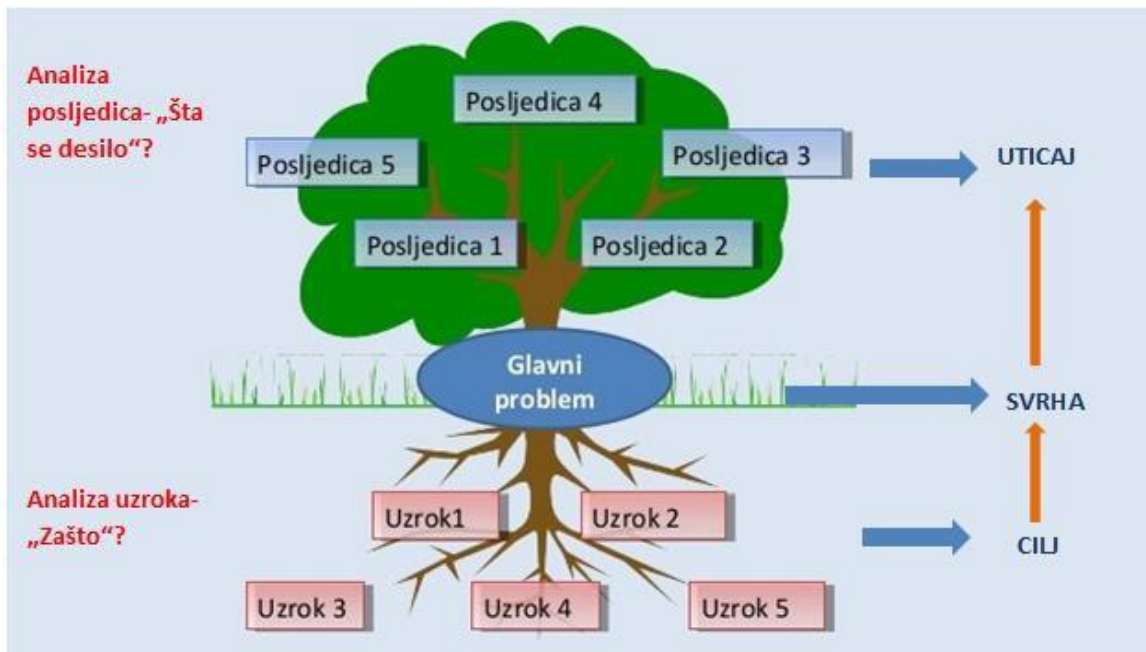 Analiza
posljedica- „Šta
se desilo“?
Posljedica 4
Posljedica 5
Posljedica 3
UTICAJ
Posljedica 1
Posljedica 2
Glavni
problem
SVRHA
Analiza uzroka-
„Zašto“?
Uzrok1
Uzrok 2
CILJ
Uzrok 3
Uzrok 4
Uzrok 5